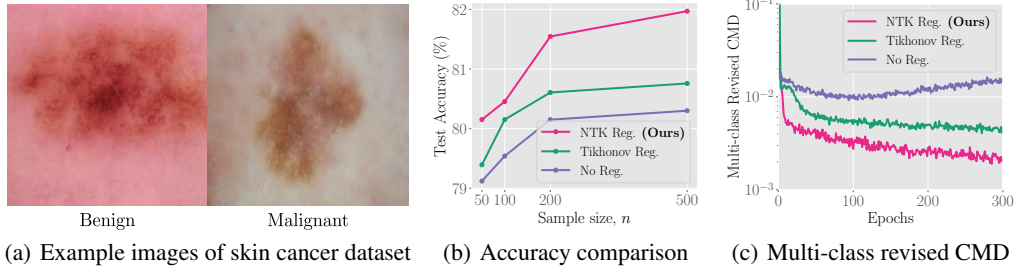 Benign
Malignant
(a) Example images of skin cancer dataset
82
81
80
79
Test Accuracy (%)
NTK Reg. (Ours)
Tikhonov Reg.
No Reg.
50 100 200 500
Sample size, n
(b) Accuracy comparison
10⁻¹
10⁻²
10⁻³
Multi-class Revised CMD
NTK Reg. (Ours)
Tikhonov Reg.
No Reg.
0 100 200 300
Epochs
(c) Multi-class revised CMD